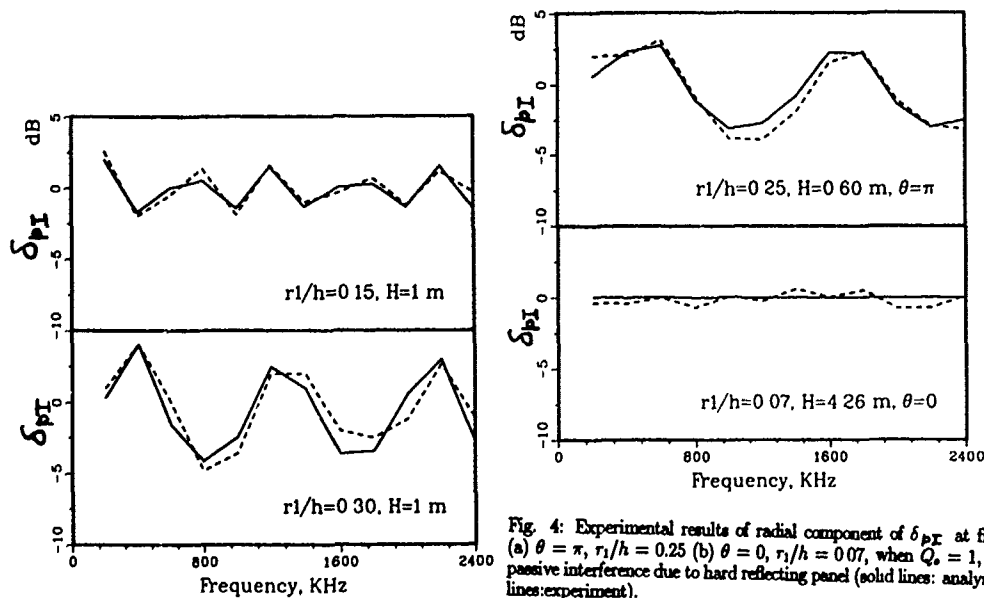 dB
5
0
-5
-10
δpI
r1/h=0 15, H=1 m
0
-5
-10
δpI
r1/h=0 30, H=1 m
0
800
1600
2400
Frequency, KHz
dB
5
0
-5
-10
δpI
r1/h=0 25, H=0 60 m, θ=π
0
-5
-10
δpI
r1/h=0 07, H=4 26 m, θ=0
0
800
1600
2400
Frequency, KHz
Fig. 4: Experimental results of radial component of δpI at
(a) θ = π, r₁/h = 0.25 (b) θ = 0, r₁/h = 0 07, when Qₒ = 1,
passive interference due to hard reflecting panel (solid lines:
lines:experiment).